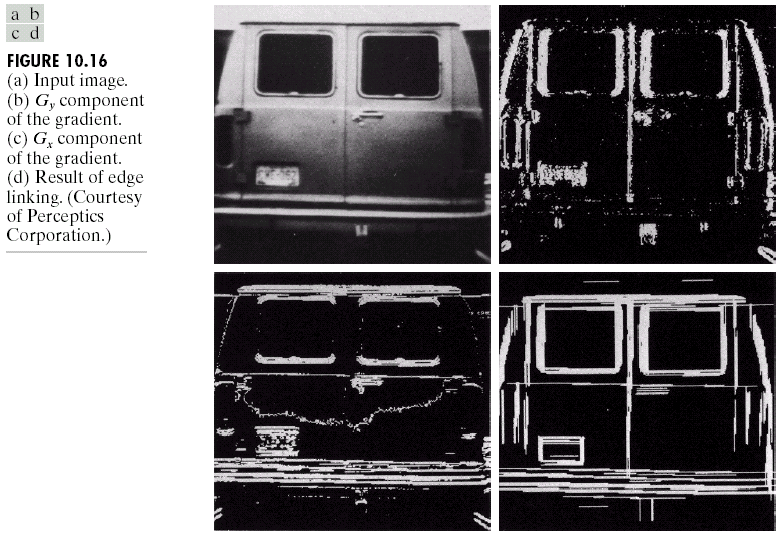 a b
c d
FIGURE 10.16
(a) Input image.
(b) Gy component
of the gradient.
(c) Gx component
of the gradient.
(d) Result of edge
linking. (Courtesy
of Perceptics
Corporation.)